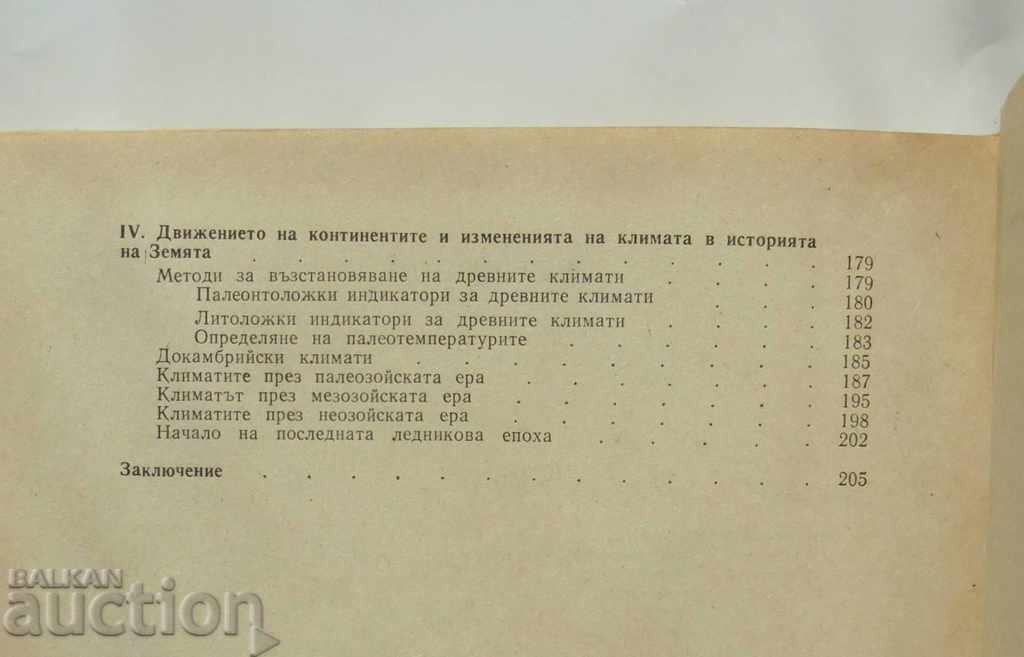 IV. Движението на континентите и измененията на климата в историята
на Земята . . . . . . . . . . . . . 179
Методи за възстановяване на древните климати . . . . 179
Палеонтоложки индикатори за древните климати . . . 180
Литоложки индикатори за древните климати . . . . 182
Определяне на палеотемпературите . . . . . . 183
Докамбрийски климати . . . . . . . . . 185
Климатите през палеозойската ера . . . . . . . 187
Климатът през мезозойската ера . . . . . . . 195
Климатите през неозойската ера . . . . . . . 198
Начало на последната ледникова епоха . . . . . 202
Заключение . . . . . . . . . . . . . 205
BALKAN
auction